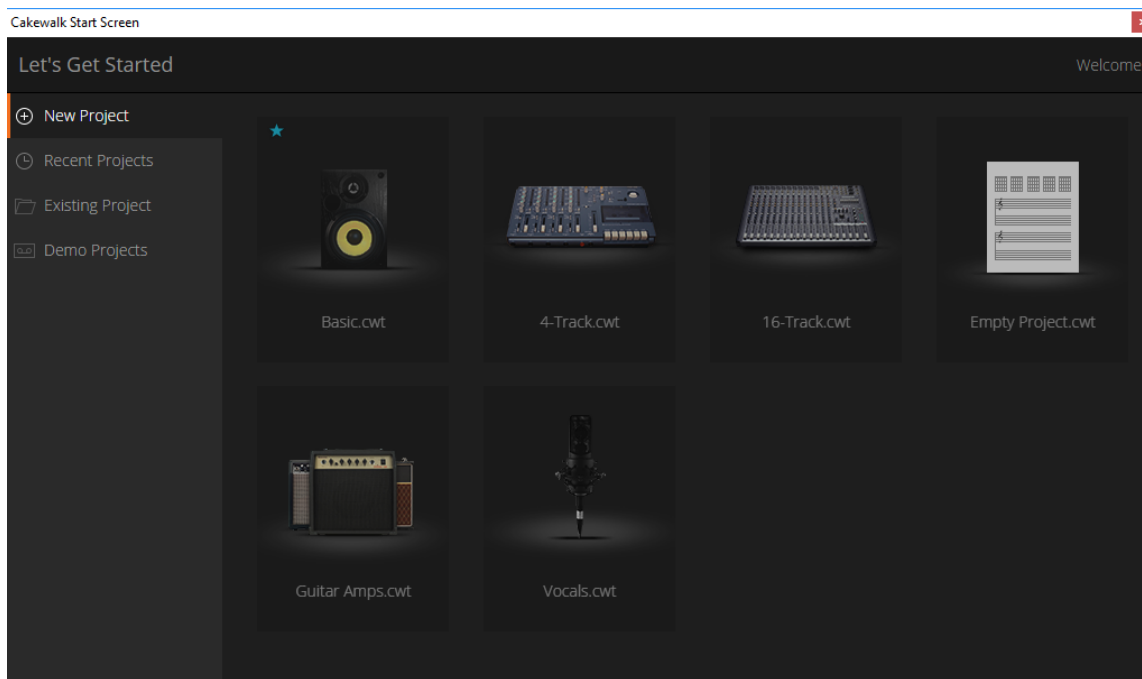 Cakewalk Start Screen
Let's Get Started
Welcome
New Project
Recent Projects
Existing Project
Demo Projects
Basic.cwt
4-Track.cwt
16-Track.cwt
Empty Project.cwt
Guitar Amps.cwt
Vocals.cwt